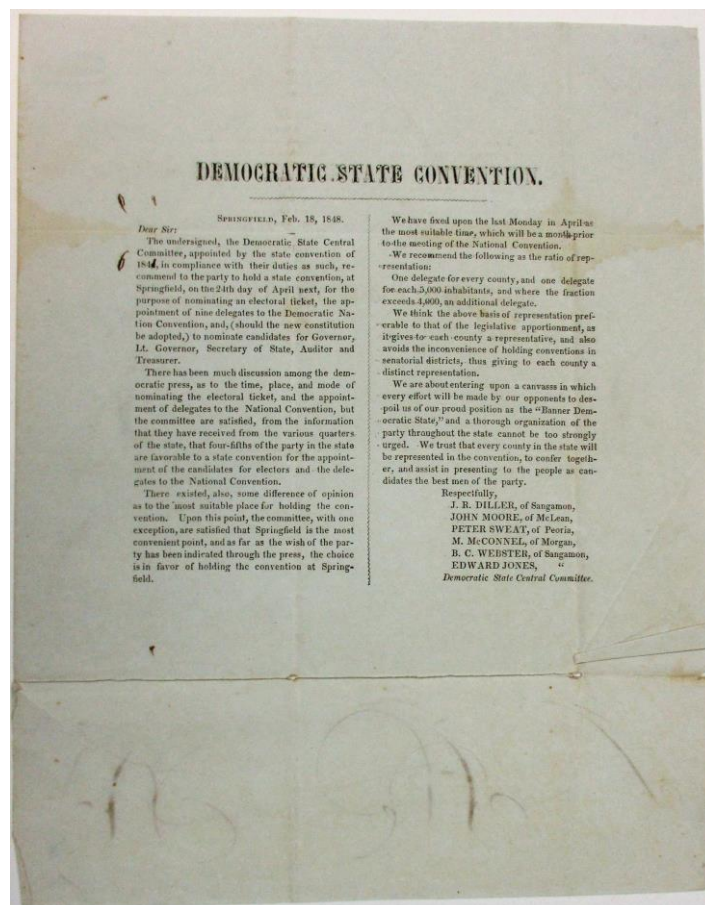 DEMOCRATIC STATE CONVENTION.
SPRINGFIELD, Feb. 18, 1848.
Dear Sir:
The undersigned, the Democratic State Central
Committee, appointed by the state convention of
184 , in compliance with their duties as such, re-
commend to the party to hold a state convention, at
Springfield, on the 24th day of April next, for the
purpose of nominating an electoral ticket, the ap-
pointment of nine delegates to the Democratic Na-
tion Convention, and, (should the new constitution
be adopted,) to nominate candidates for Governor,
Lt. Governor, Secretary of State, Auditor and
Treasurer.
There has been much discussion among the dem-
ocratic press, as to the time, place, and mode of
nominating the electoral ticket, and the appoint-
ment of delegates to the National Convention, but
the committee are satisfied, from the information
that they have received from the various quarters
of the state, that four-fifths of the party in the state
are favorable to a state convention for the appoint-
ment of the candidates for electors and the dele-
gates to the National Convention.
There existed, also, some difference of opinion
as to the most suitable place for holding the con-
vention. Upon this point, the committee, with one
exception, are satisfied that Springfield is the most
convenient point, and as far as the wish of the par-
ty has been indicated through the press, the choice
is in favor of holding the convention at Spring-
field.
6
We have fixed upon the last Monday in April as
the most suitable time, which will be a month prior
to the meeting of the National Convention.
We recommend the following as the ratio of rep-
resentation:
One delegate for every county, and one delegate
foe each 5,000 inhabitants, and where the fraction
exceeds 4,000, an additional delegate.
We think the above basis of representation pref-
erable to that of the legislative apportionment, as
it gives to each county a representative, and also
avoids the inconvenience of holding conventions in
senatorial districts, thus giving to each county a
distinct representation.
We are about entering upon a canvasss in which
every effort will be made by our opponents to des-
poil us of our proud position as the "Banner Dem-
ocratic State," and a thorough organization of the
party throughout the state cannot be too strongly
urged. We trust that every county in the state will
be represented in the convention, to confer togeth-
er, and assist in presenting to the people as can-
didates the best men of the party.
Respectfully,
J. R. DILLER, of Sangamon,
JOHN MOORE, of McLean,
PETER SWEAT, of Peoria,
M. McCONNEL, of Morgan,
B. C. WEBSTER, of Sangamon,
EDWARD JONES, "
Democratic State Central Committee.